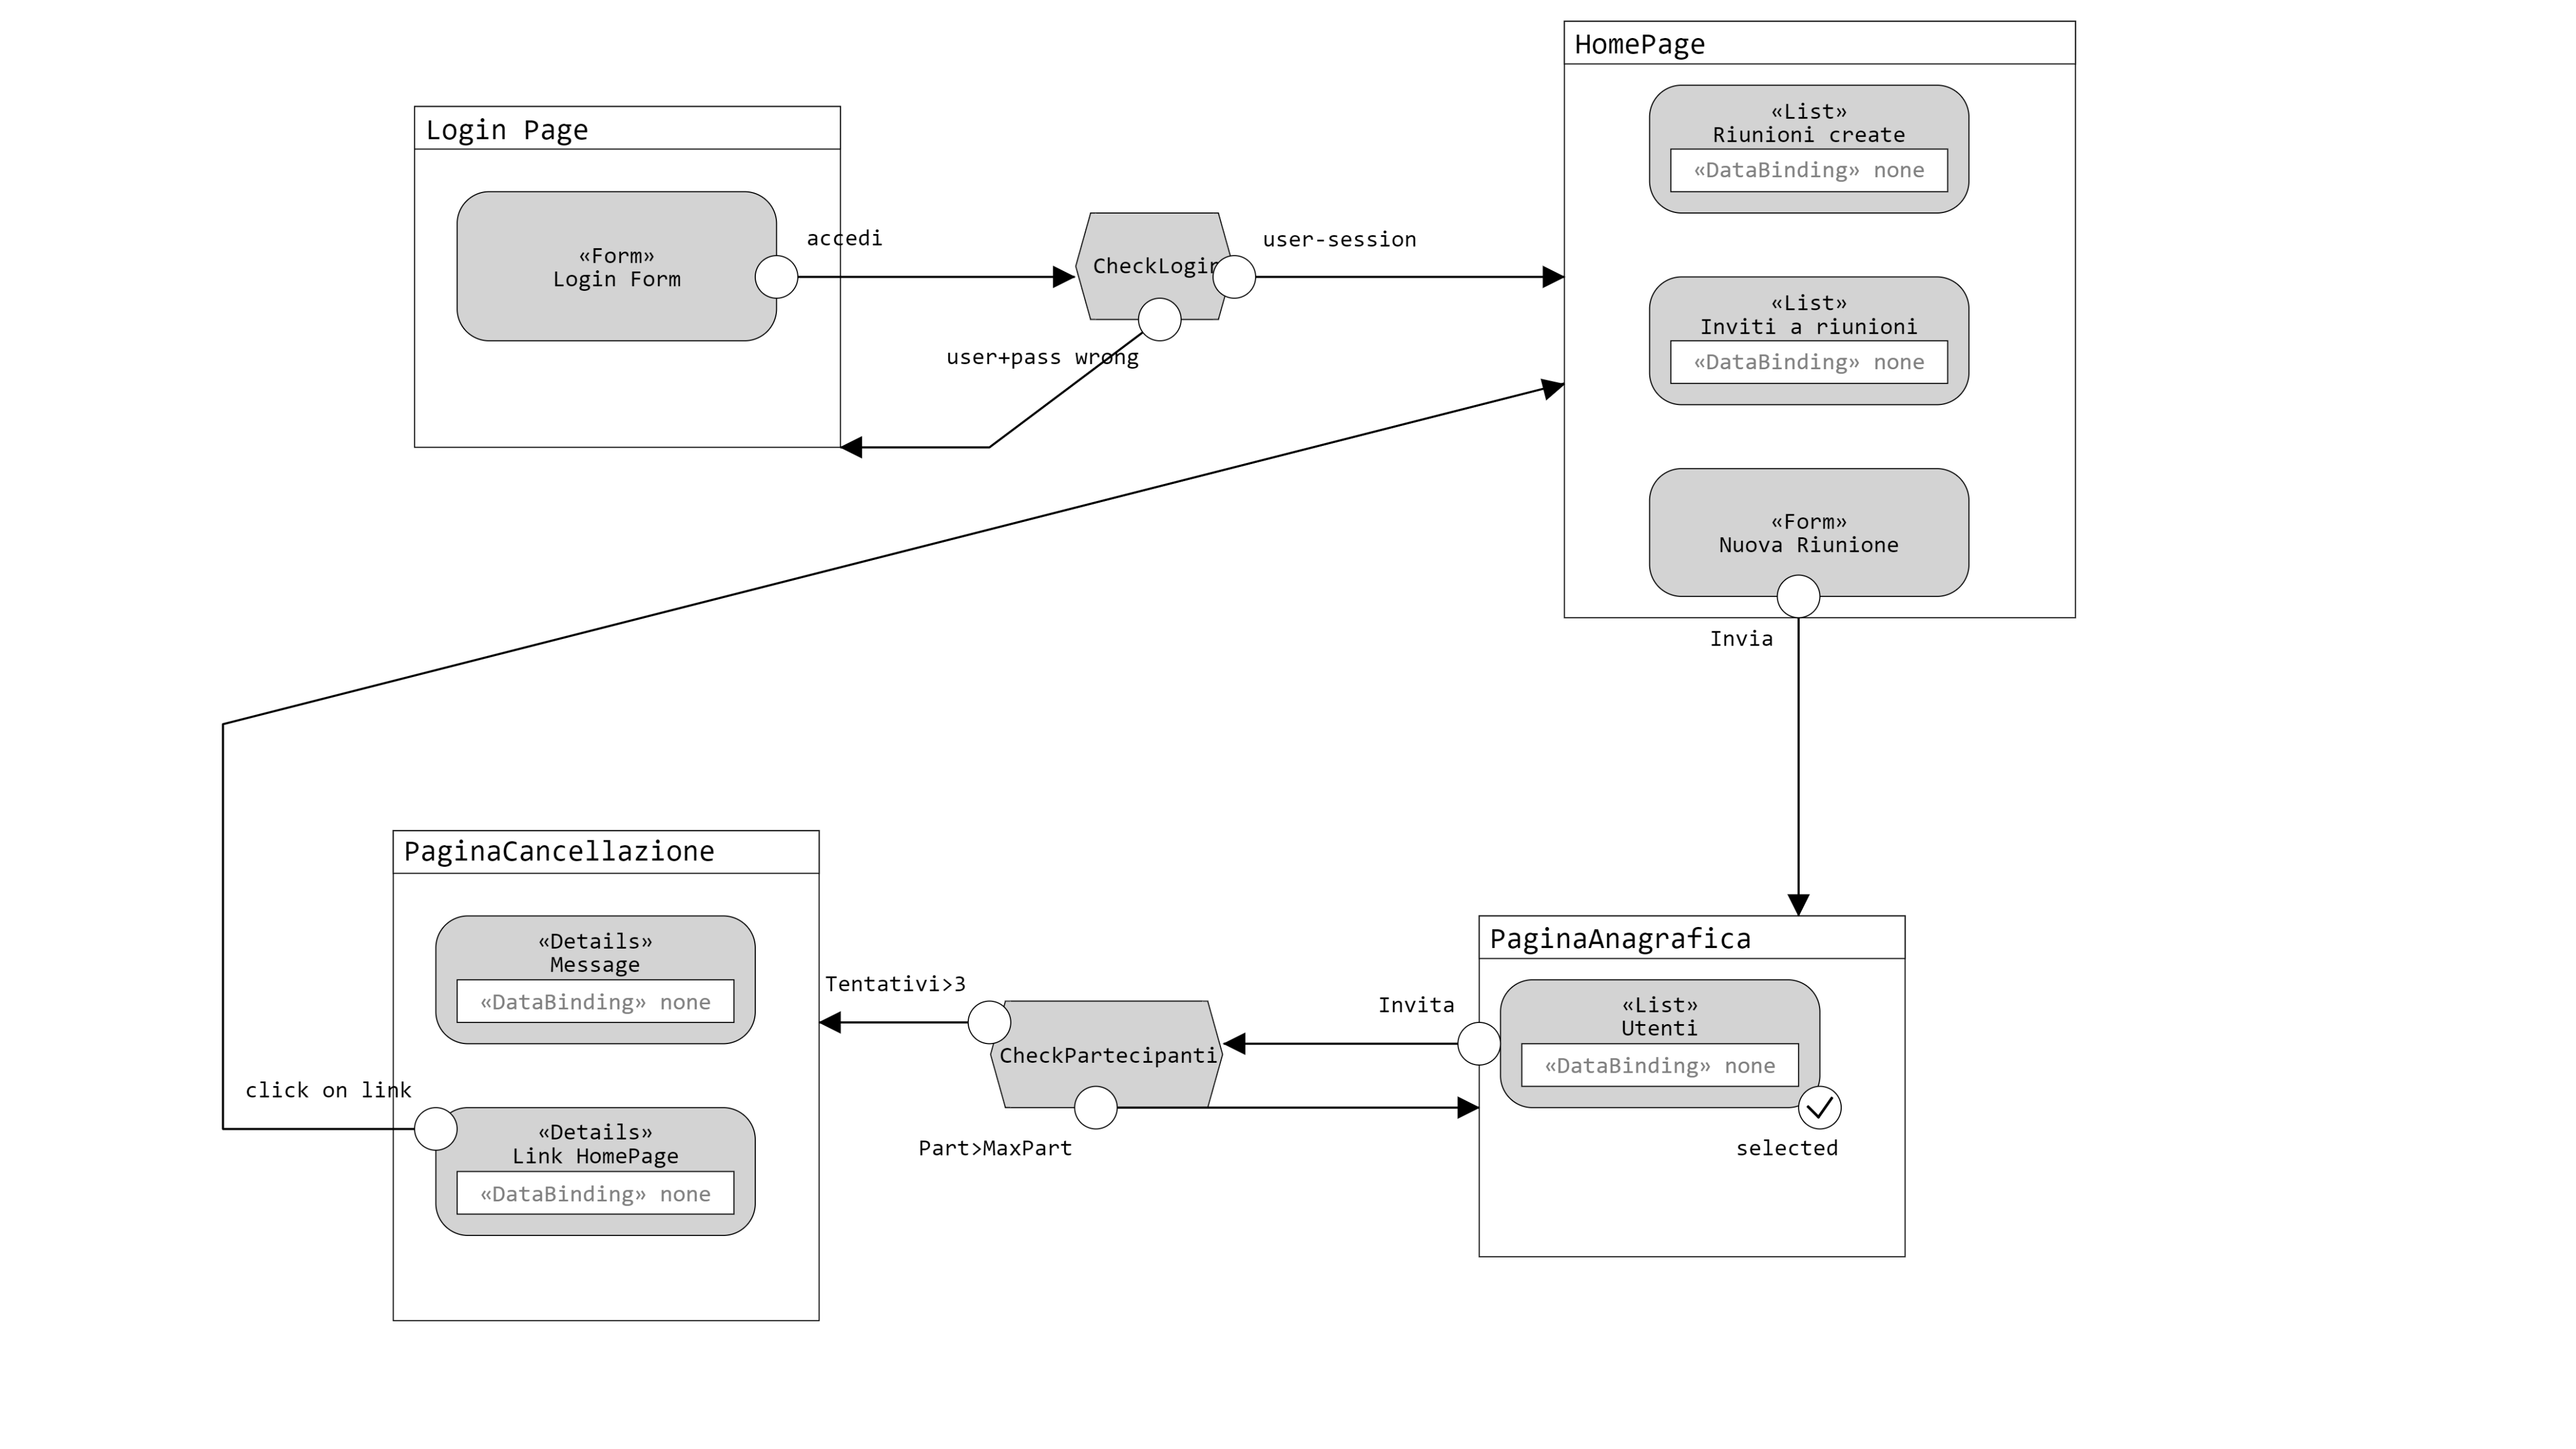 HomePage
«List»
Riunioni create
«DataBinding» none
«List»
Inviti a riunioni
«DataBinding» none
«Form»
Nuova Riunione
Invia
Login Page
«Form»
Login Form
accedi
CheckLogin
user-session
user+pass wrong
PaginaCancellazione
«Details»
Message
«DataBinding» none
«Details»
Link HomePage
«DataBinding» none
click on link
Tentativi>3
CheckPartecipanti
Part>MaxPart
Invita
PaginaAnagrafica
«List»
Utenti
«DataBinding» none
selected